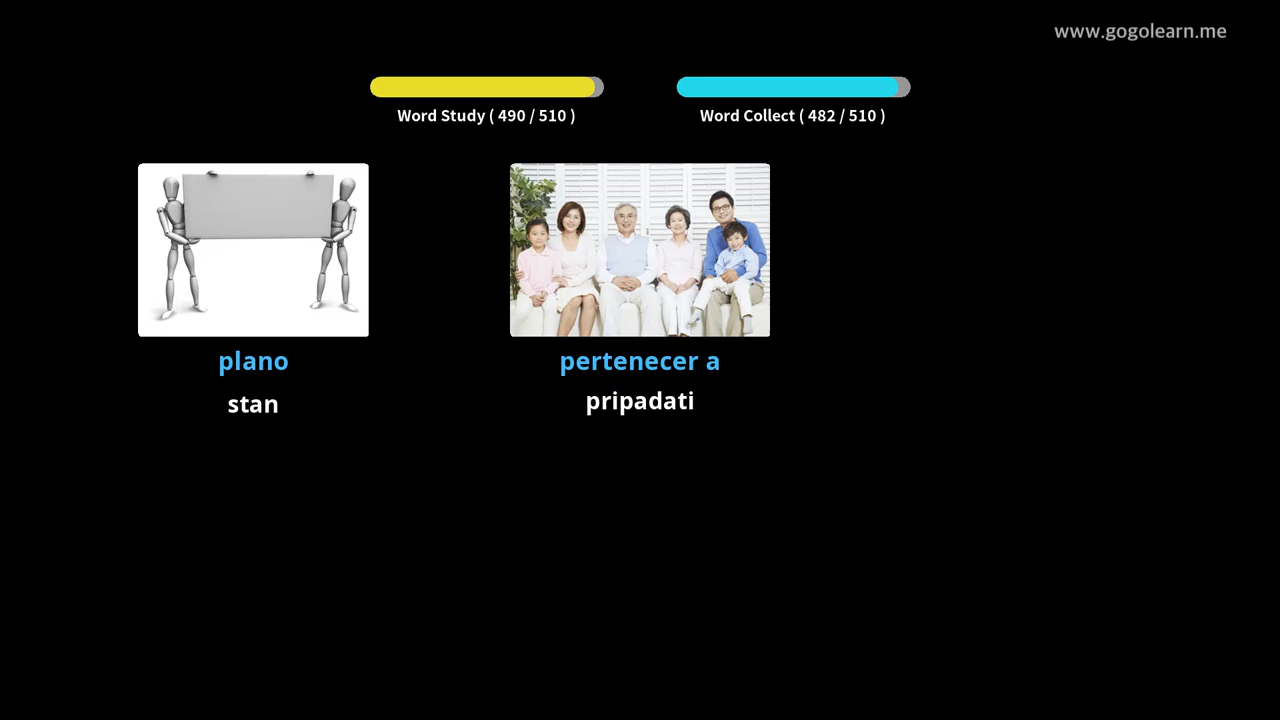 www.gogolearn.me
Word Study ( 490 / 510 )
Word Collect ( 482 / 510 )
plano
stan
pertenecer a
pripadati